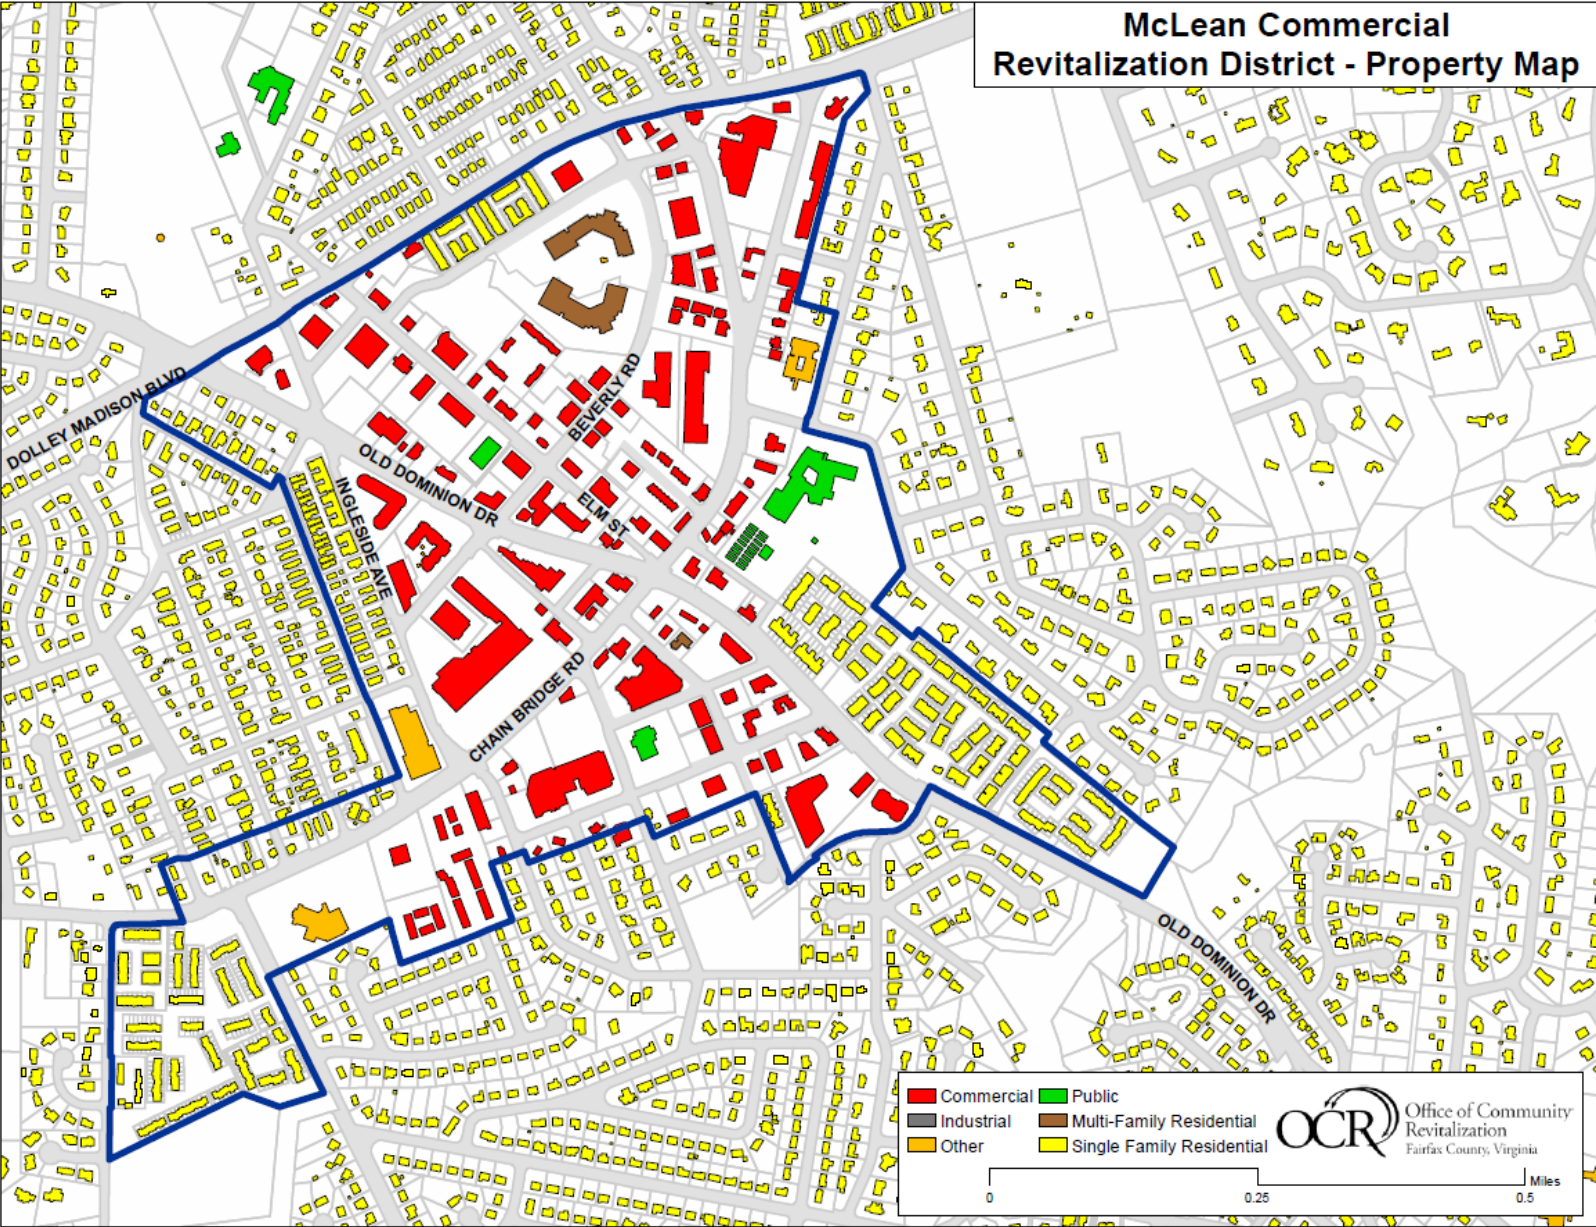 McLean Commercial
Revitalization District - Property Map
DOLLEY MADISON BLVD
BEVERLY RD
OLD DOMINION DR
INGLESIDE AVE
ELM ST
CHAIN BRIDGE RD
OLD DOMINION DR
Commercial
Public
Industrial
Multi-Family Residential
Other
Single Family Residential
OCR
Office of Community
Revitalization
Fairfax County, Virginia
Miles
0
0.25
0.5